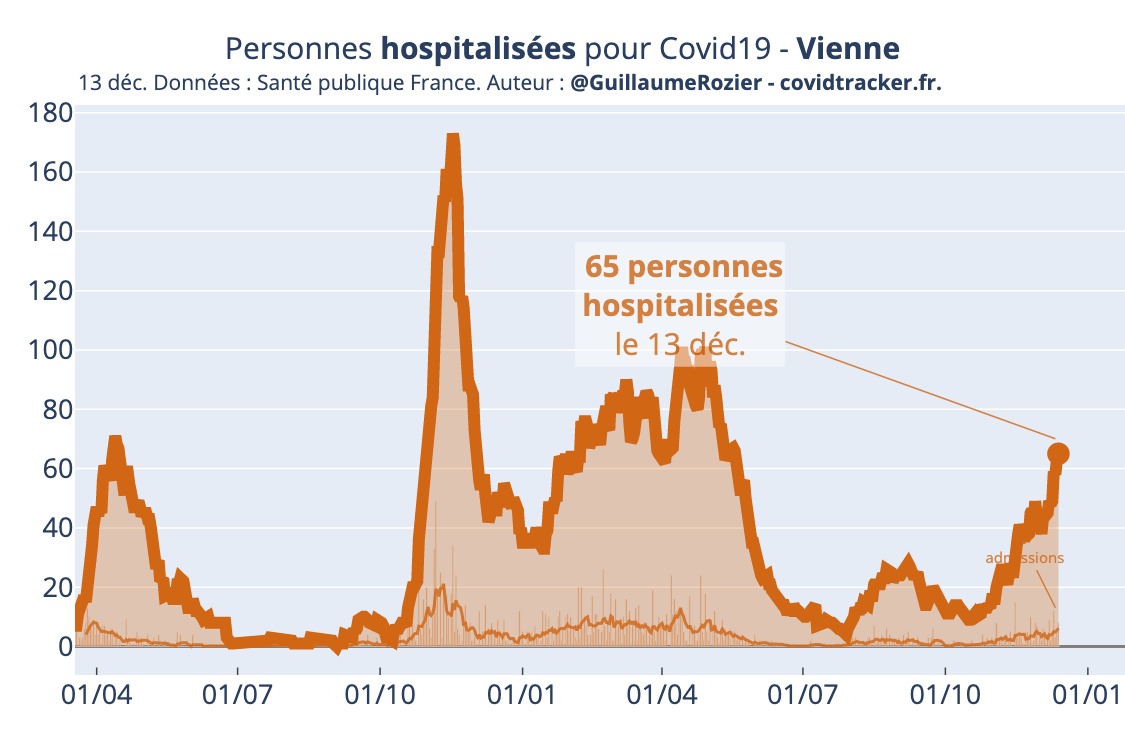 Personnes hospitalisées pour Covid19 - Vienne
13 déc. Données : Santé publique France. Auteur : @GuillaumeRozier - covidtracker.fr.
180
160
140
120
100
80
60
40
20
0
65 personnes
hospitalisées
le 13 déc.
admissions
01/04 01/07 01/10 01/01 01/04 01/07 01/10 01/01